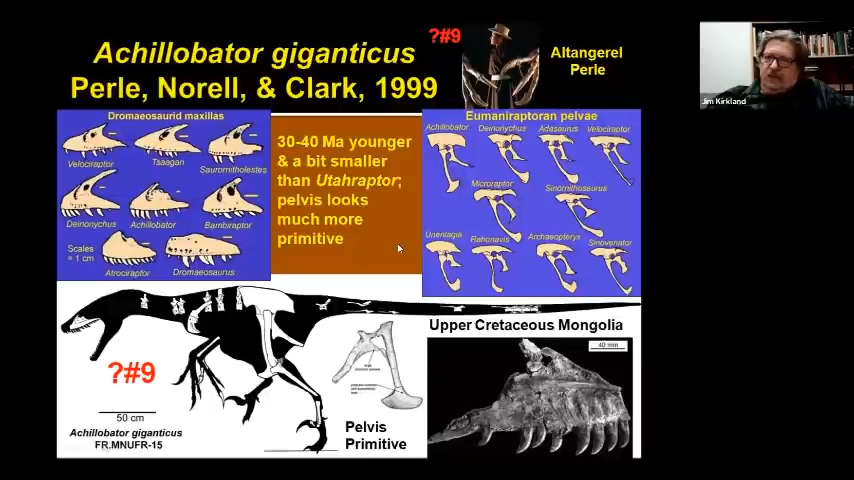 Achillobator giganticus
Perle, Norell, & Clark, 1999
?#9
Altangerel
Perle
Jim Kirkland
Dromaeosaurid maxillas
Velociraptor
Tsaagan
Saurornitholestes
Deinonychus
Achillobator
Bambiraptor
Scales
= 1 cm
Atrociraptor
Dromaeosaurus
30-40 Ma younger
& a bit smaller
than Utahraptor;
pelvis looks
much more
primitive
Eumaniraptoran pelvae
Achillobator
Deinonychus
Adasaurus
Velociraptor
Microraptor
Sinornithosaurus
Unenlagia
Rahonavis
Archaeopteryx
Sinovenator
?#9
50 cm
Achillobator giganticus
FR.MNUFR-15
Pelvis
Primitive
Upper Cretaceous Mongolia
40 mm